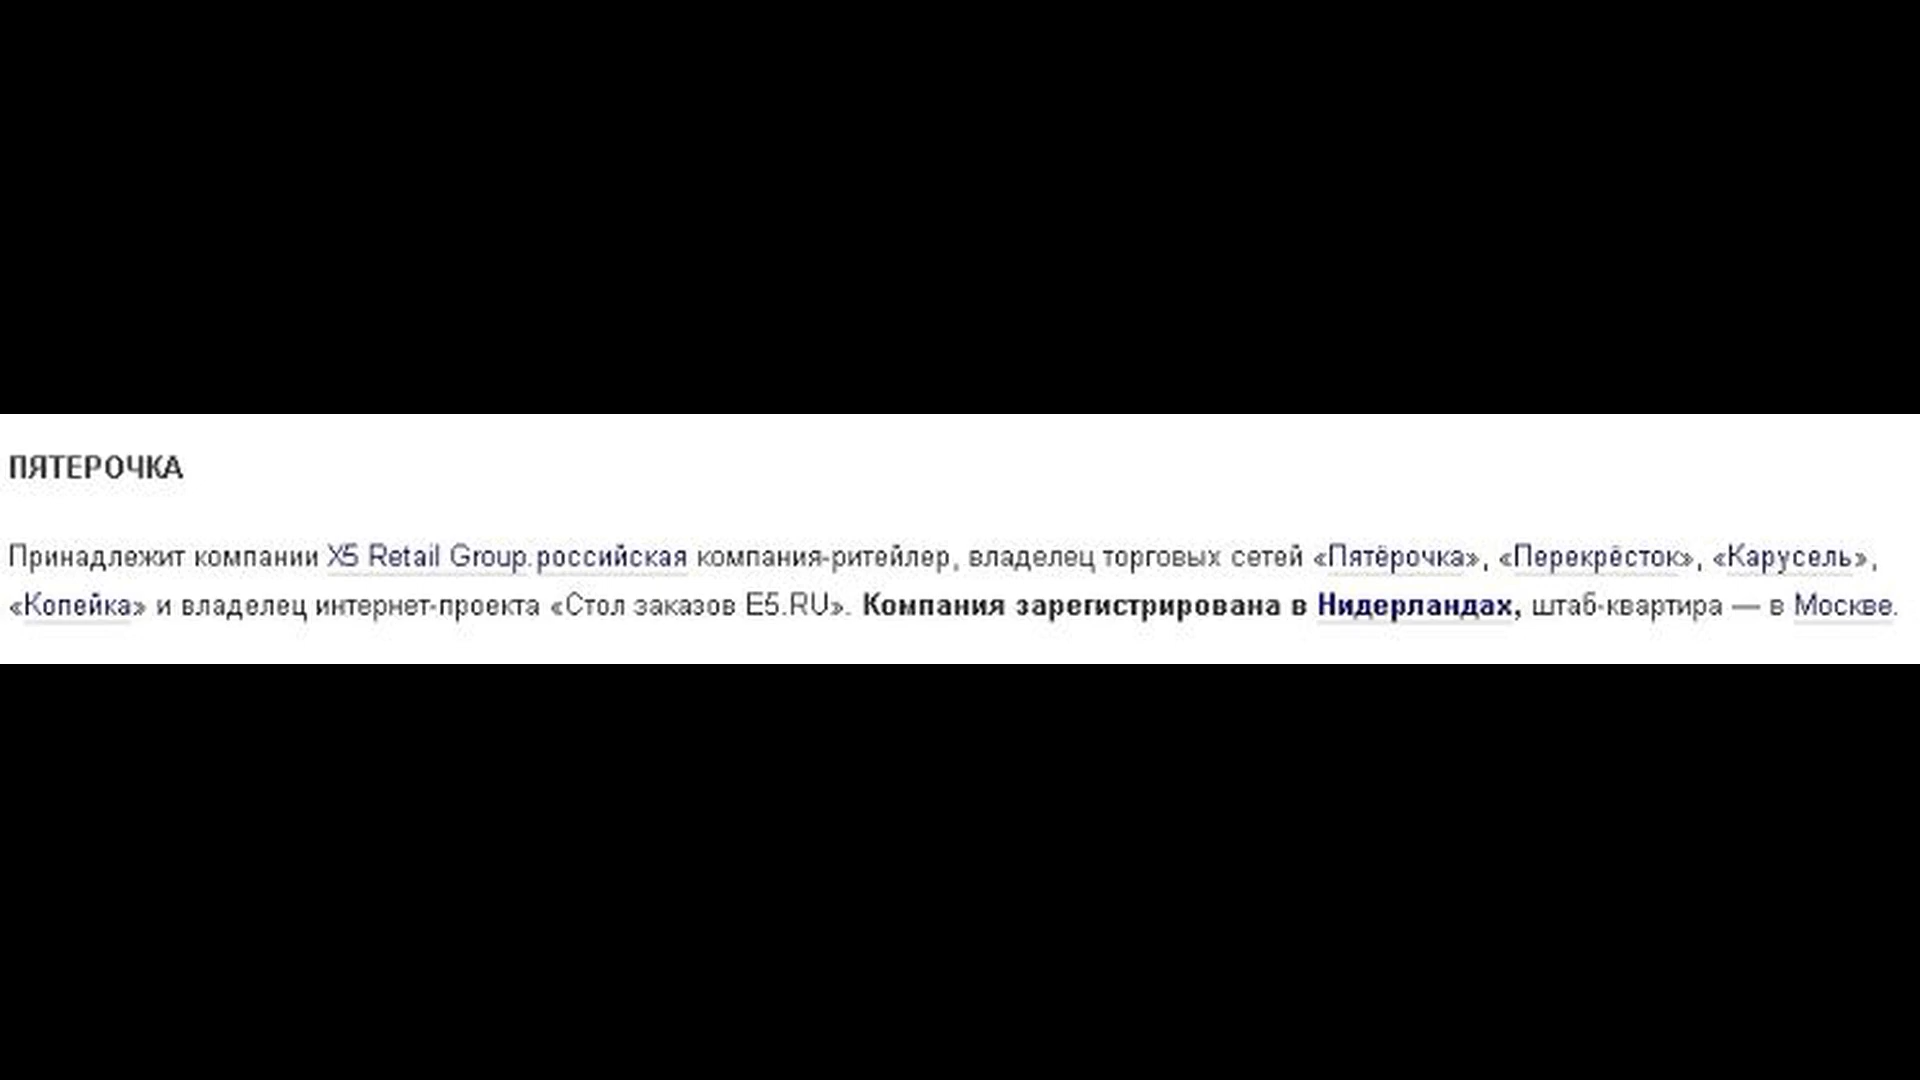 ПЯТЕРОЧКА
Принадлежит компании X5 Retail Group.российская компания-ритейлер, владелец торговых сетей «Пятёрочка», «Перекрёсток», «Карусель»,
«Копейка» и владелец интернет-проекта «Стол заказов E5.RU». Компания зарегистрирована в Нидерландах, штаб-квартира — в Москве.